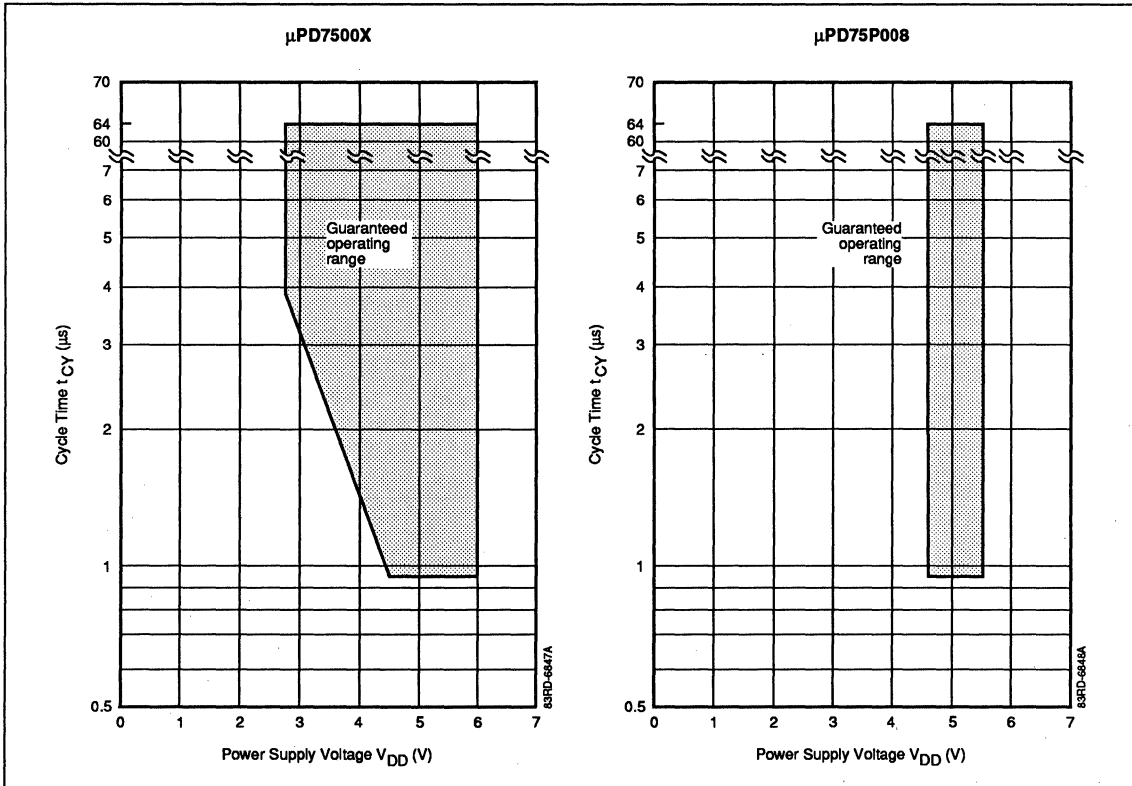 µPD7500X
70
64
60
7
6
5
4
3
2
1
0.5
Cycle Time tCY (µs)
Guaranteed
operating
range
0 1 2 3 4 5 6 7
Power Supply Voltage VDD (V)
83RD-6847A
µPD75P008
70
64
60
7
6
5
4
3
2
1
0.5
Cycle Time tCY (µs)
Guaranteed
operating
range
0 1 2 3 4 5 6 7
Power Supply Voltage VDD (V)
83RD-6848A